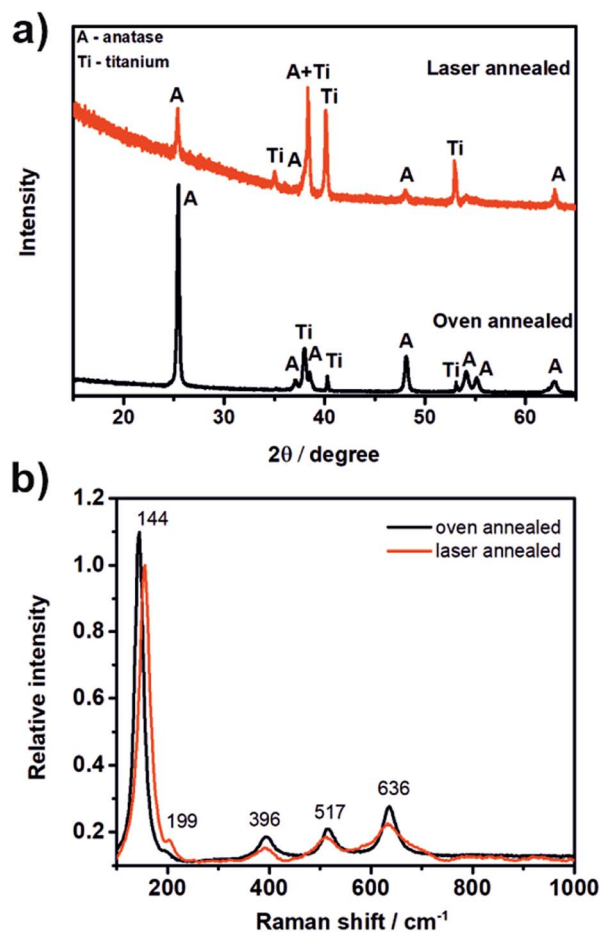 a)
A - anatase
Ti - titanium
Laser annealed
A+Ti
A
Ti
Ti
A
A
Ti
A
Intensity
A
Oven annealed
Ti
A
A
Ti
A
Ti
A
A
A
20
30
40
50
60
2θ / degree
b)
1.2
1.0
0.8
0.6
0.4
0.2
Relative intensity
144
199
396
517
636
oven annealed
laser annealed
200
400
600
800
1000
Raman shift / cm-1